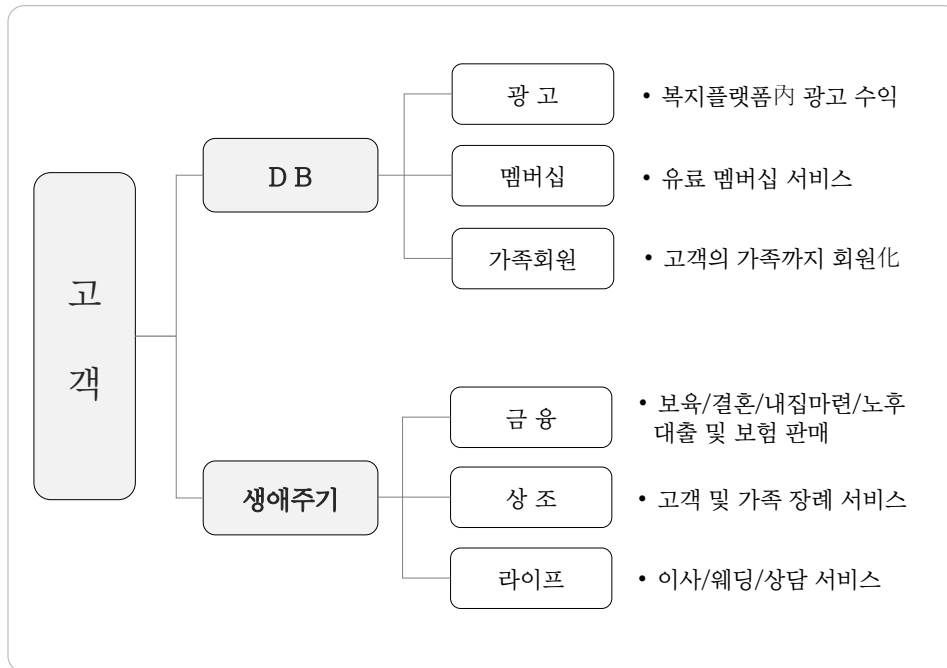 고
객
D B
광 고
• 복지플랫폼內 광고 수익
멤버십
• 유료 멤버십 서비스
가족회원
• 고객의 가족까지 회원化
생애주기
금 융
• 보육/결혼/내집마련/노후
대출 및 보험 판매
상 조
• 고객 및 가족 장례 서비스
라이프
• 이사/웨딩/상담 서비스